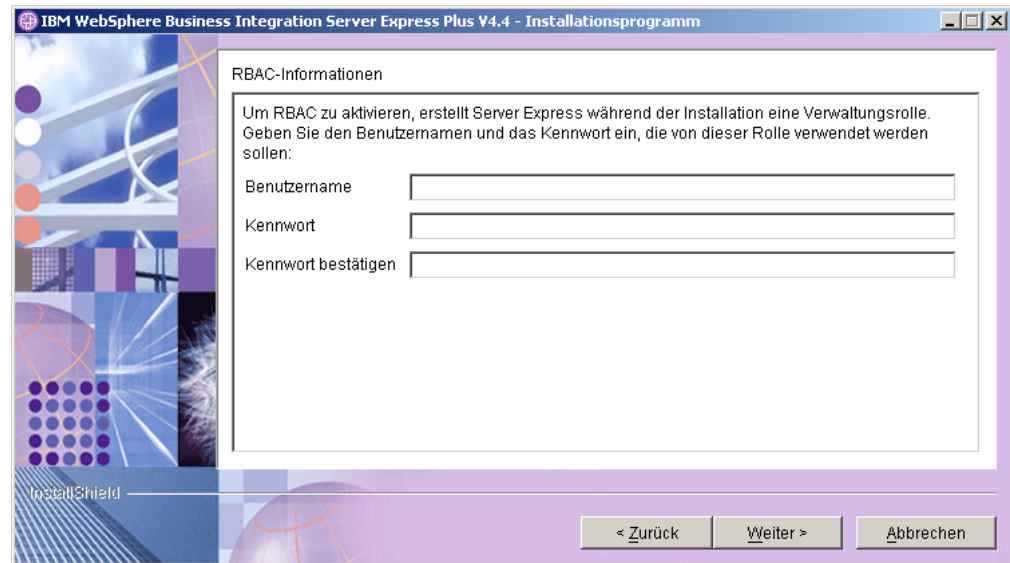 IBM WebSphere Business Integration Server Express Plus V4.4 - Installationsprogramm
RBAC-Informationen
Um RBAC zu aktivieren, erstellt Server Express während der Installation eine Verwaltungsrolle.
Geben Sie den Benutzernamen und das Kennwort ein, die von dieser Rolle verwendet werden
sollen:
Benutzername
Kennwort
Kennwort bestätigen
InstallShield
< Zurück
Weiter >
Abbrechen